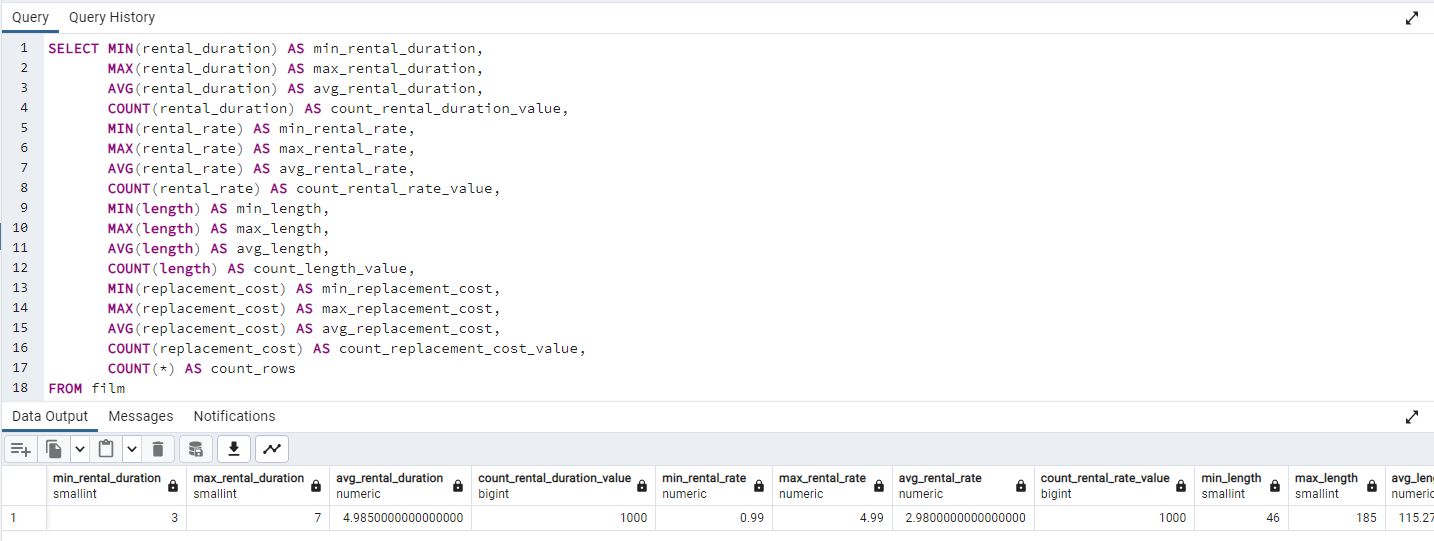 Query Query History
1 SELECT MIN(rental_duration) AS min_rental_duration,
2 MAX(rental_duration) AS max_rental_duration,
3 AVG(rental_duration) AS avg_rental_duration,
4 COUNT(rental_duration) AS count_rental_duration_value,
5 MIN(rental_rate) AS min_rental_rate,
6 MAX(rental_rate) AS max_rental_rate,
7 AVG(rental_rate) AS avg_rental_rate,
8 COUNT(rental_rate) AS count_rental_rate_value,
9 MIN(length) AS min_length,
10 MAX(length) AS max_length,
11 AVG(length) AS avg_length,
12 COUNT(length) AS count_length_value,
13 MIN(replacement_cost) AS min_replacement_cost,
14 MAX(replacement_cost) AS max_replacement_cost,
15 AVG(replacement_cost) AS avg_replacement_cost,
16 COUNT(replacement_cost) AS count_replacement_cost_value,
17 COUNT(*) AS count_rows
18 FROM film
Data Output Messages Notifications
min_rental_duration max_rental_duration avg_rental_duration count_rental_duration_value min_rental_rate max_rental_rate avg_rental_rate count_rental_rate_value min_length max_length avg_len
smallint smallint numeric bigint numeric numeric numeric bigint smallint smallint numeric
1 3 7 4.9850000000000000 1000 0.99 4.99 2.9800000000000000 1000 46 185 115.27